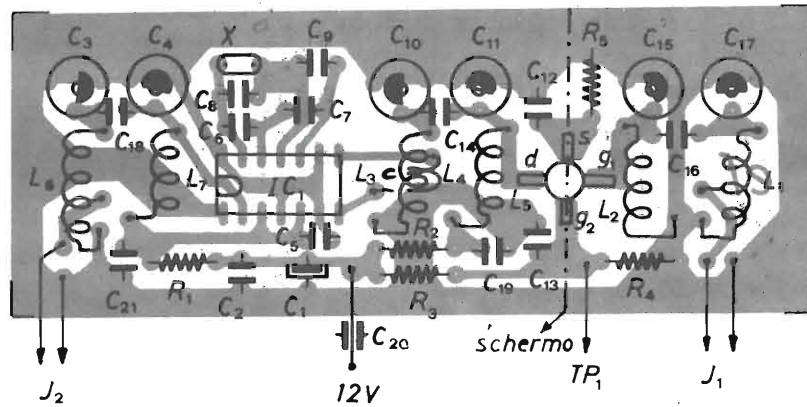 C3 C4 X C9 C10 C11 R5 C15 C17
C12
C8
C18 C6 C7 C14 s
C16
L6 L7 IC1 L3 c L4 d g1 L1
L5 L2
g2
C5 R2
C21 R1 C2 C1 R3 C19 C13 R4
C20
schermo
J2 12V TP1 J1